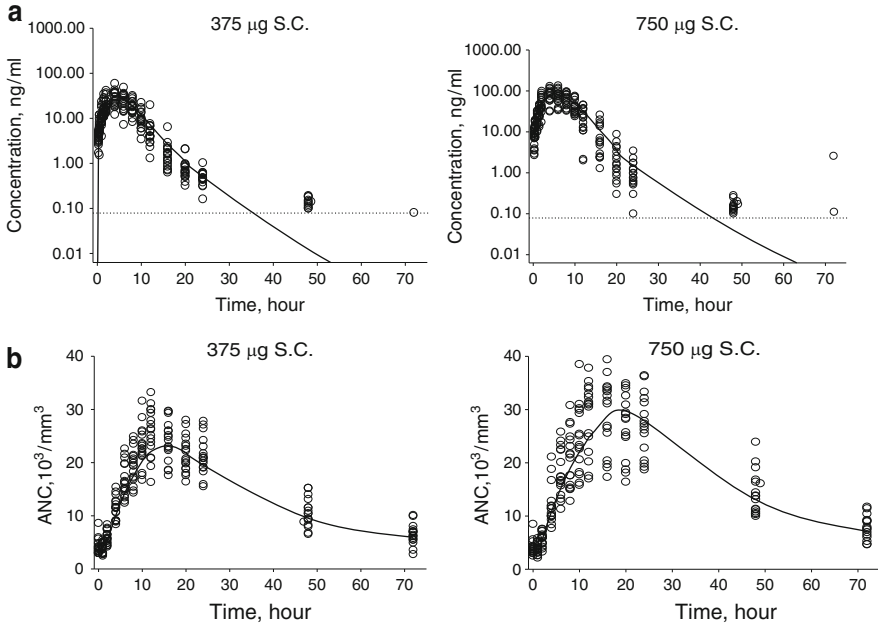 a
375 μg S.C.
1000.00
100.00
10.00
1.00
0.10
0.01
Concentration, ng/ml
0 10 20 30 40 50 60 70
Time, hour
750 μg S.C.
1000.00
100.00
10.00
1.00
0.10
0.01
Concentration, ng/ml
0 10 20 30 40 50 60 70
Time, hour
b
375 μg S.C.
40
30
20
10
0
ANC,10³/mm³
0 10 20 30 40 50 60 70
Time, hour
750 μg S.C.
40
30
20
10
0
ANC,10³/mm³
0 10 20 30 40 50 60 70
Time, hour